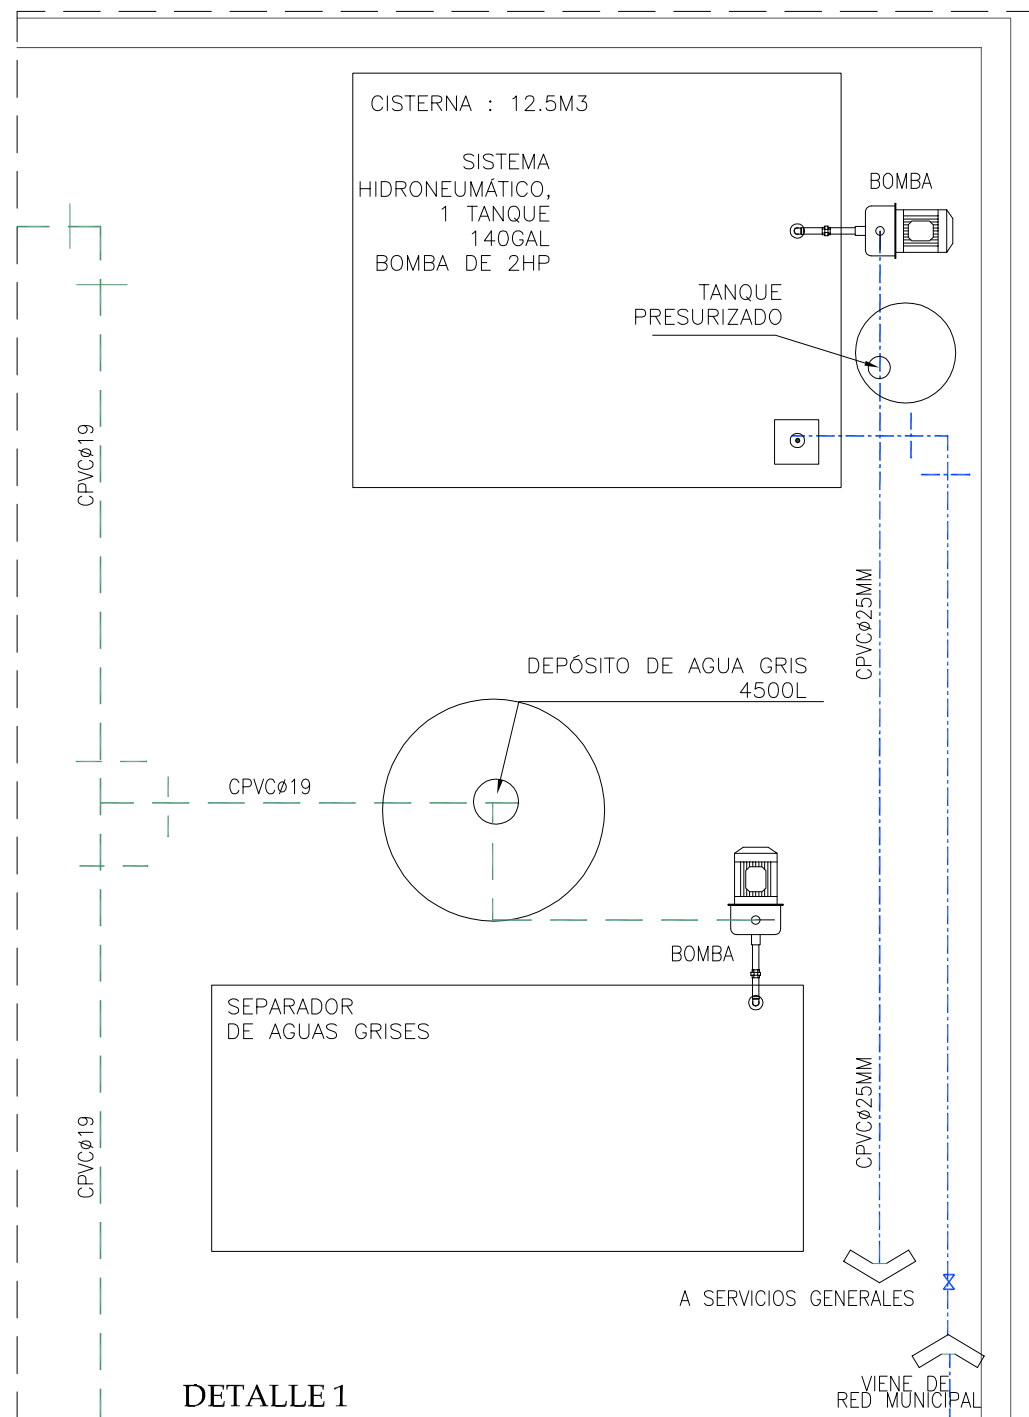 CISTERNA : 12.5M3
SISTEMA
HIDRONEUMÁTICO,
1 TANQUE
140GAL
BOMBA DE 2HP
BOMBA
TANQUE
PRESURIZADO
CPVCø19
CPVCø25MM
DEPÓSITO DE AGUA GRIS
4500L
CPVCø19
BOMBA
SEPARADOR
DE AGUAS GRISES
CPVCø25MM
CPVCø19
A SERVICIOS GENERALES
VIENE DE
RED MUNICIPAL
DETALLE 1